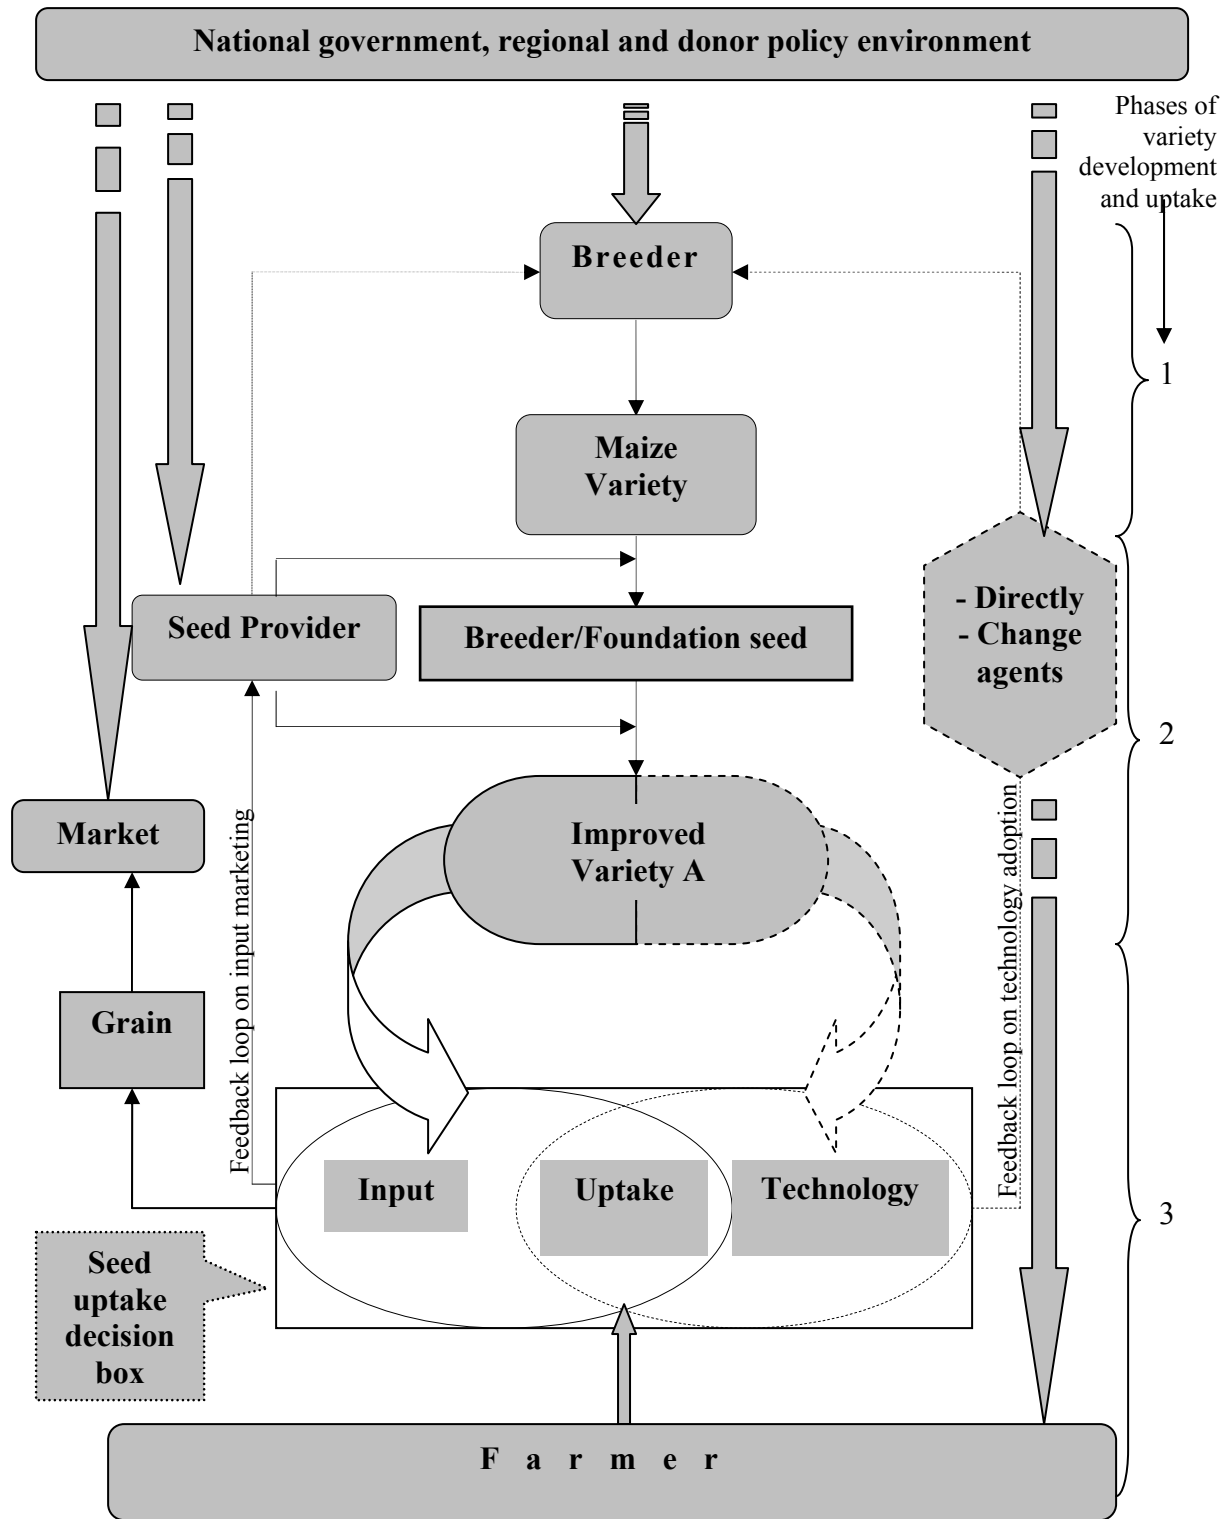 National government, regional and donor policy environment
Phases of
variety
development
and uptake
Breeder
1
Maize
Variety
- Directly
- Change
agents
Seed Provider
Breeder/Foundation seed
2
Improved
Variety A
Market
Feedback loop on input marketing
Feedback loop on technology adoption
Grain
Input
Uptake
Technology
3
Seed
uptake
decision
box
F a r m e r